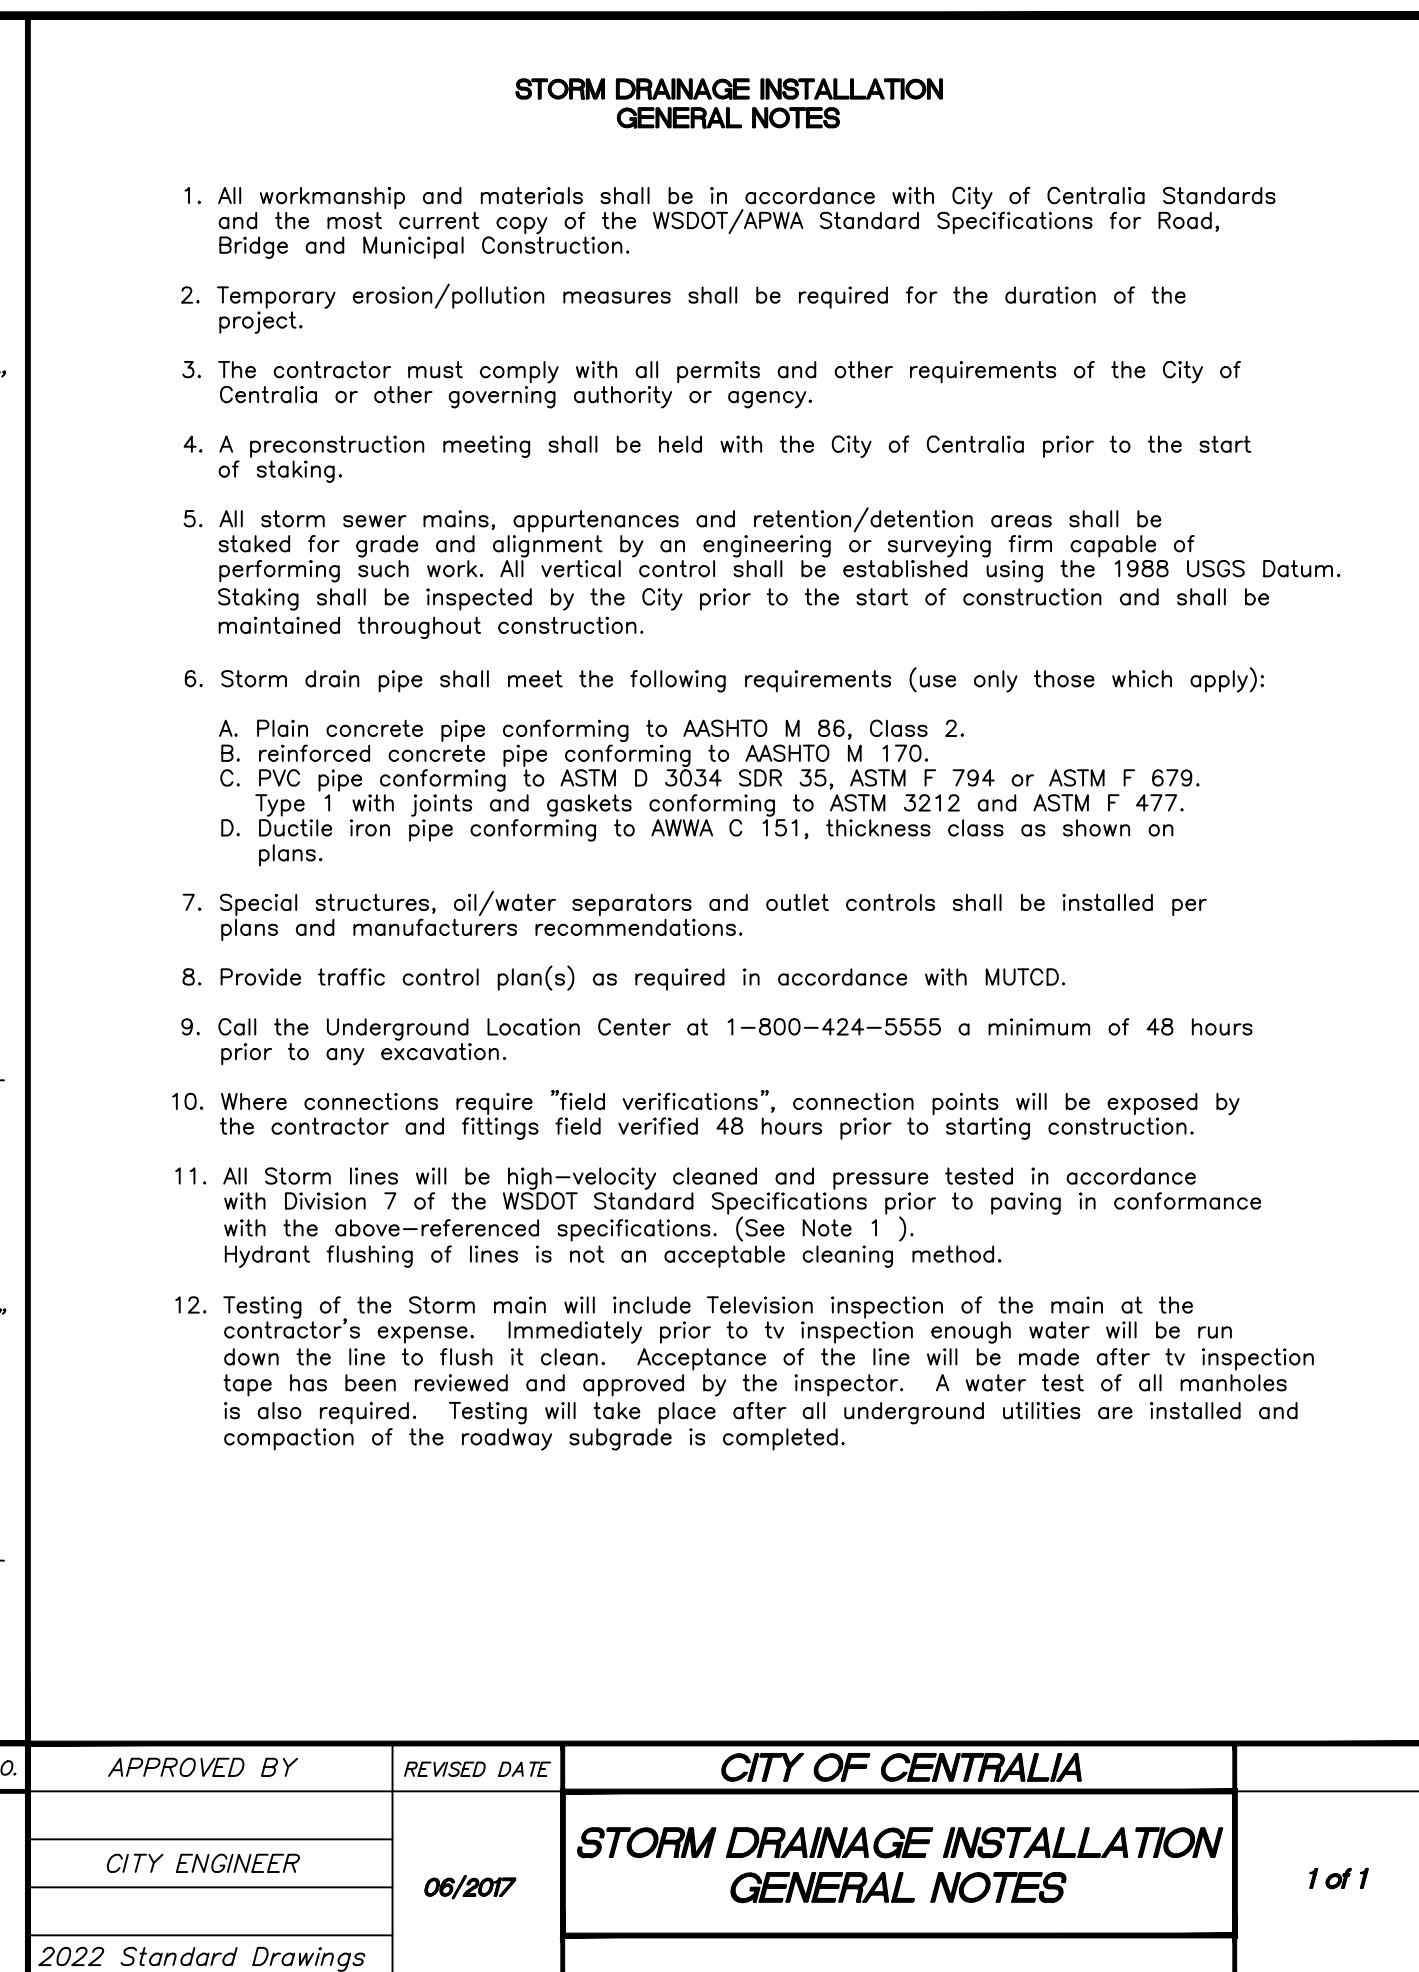 STORM DRAINAGE INSTALLATION
GENERAL NOTES
1. All workmanship and materials shall be in accordance with City of Centralia Standards
and the most current copy of the WSDOT/APWA Standard Specifications for Road,
Bridge and Municipal Construction.
2. Temporary erosion/pollution measures shall be required for the duration of the
project.
3. The contractor must comply with all permits and other requirements of the City of
Centralia or other governing authority or agency.
4. A preconstruction meeting shall be held with the City of Centralia prior to the start
of staking.
5. All storm sewer mains, appurtenances and retention/detention areas shall be
staked for grade and alignment by an engineering or surveying firm capable of
performing such work. All vertical control shall be established using the 1988 USGS Datum.
Staking shall be inspected by the City prior to the start of construction and shall be
maintained throughout construction.
6. Storm drain pipe shall meet the following requirements (use only those which apply):
A. Plain concrete pipe conforming to AASHTO M 86, Class 2.
B. reinforced concrete pipe conforming to AASHTO M 170.
C. PVC pipe conforming to ASTM D 3034 SDR 35, ASTM F 794 or ASTM F 679.
Type 1 with joints and gaskets conforming to ASTM 3212 and ASTM F 477.
D. Ductile iron pipe conforming to AWWA C 151, thickness class as shown on
plans.
7. Special structures, oil/water separators and outlet controls shall be installed per
plans and manufacturers recommendations.
8. Provide traffic control plan(s) as required in accordance with MUTCD.
9. Call the Underground Location Center at 1-800-424-5555 a minimum of 48 hours
prior to any excavation.
10. Where connections require "field verifications", connection points will be exposed by
the contractor and fittings field verified 48 hours prior to starting construction.
11. All Storm lines will be high-velocity cleaned and pressure tested in accordance
with Division 7 of the WSDOT Standard Specifications prior to paving in conformance
with the above-referenced specifications. (See Note 1 ).
Hydrant flushing of lines is not an acceptable cleaning method.
12. Testing of the Storm main will include Television inspection of the main at the
contractor's expense. Immediately prior to tv inspection enough water will be run
down the line to flush it clean. Acceptance of the line will be made after tv inspection
tape has been reviewed and approved by the inspector. A water test of all manholes
is also required. Testing will take place after all underground utilities are installed and
compaction of the roadway subgrade is completed.
APPROVED BY
REVISED DATE
CITY OF CENTRALIA
CITY ENGINEER
06/2017
STORM DRAINAGE INSTALLATION
GENERAL NOTES
1 of 1
2022 Standard Drawings